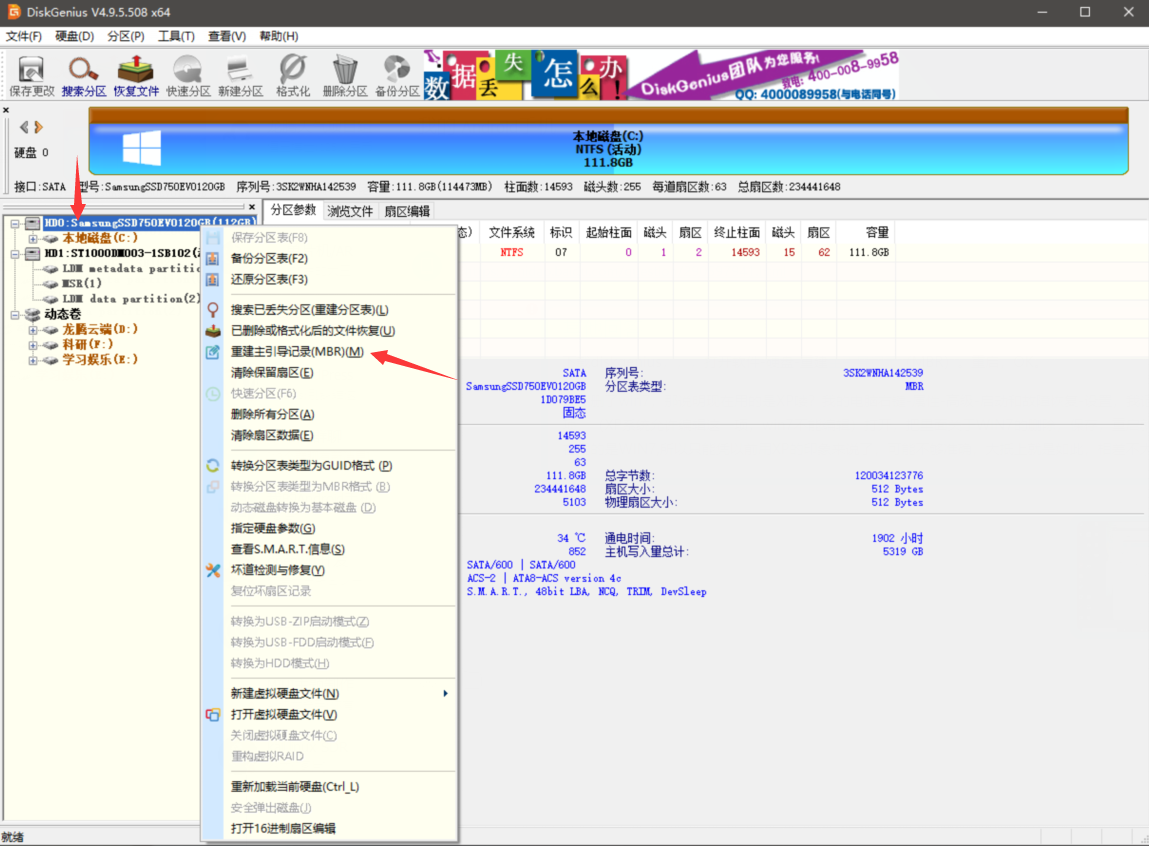 DiskGenius V4.9.5.508 x64
文件(F) 硬盘(D) 分区(P) 工具(T) 查看(V) 帮助(H)
保存更改 搜索分区 恢复文件 快速分区 新建分区 格式化 删除分区 备份分区
数据丢失怎么办!
DiskGenius团队为您服务!
致电: 400-008-9958
QQ: 4000089958(与电话同号)
硬盘 0
本地磁盘(C:)
NTFS (活动)
111.8GB
接口:SATA 型号:SamsungSSD750EVO120GB 序列号:3SK2WNHA142539 容量:111.8GB(114473MB) 柱面数:14593 磁头数:255 每道扇区数:63 总扇区数:234441648
HD0:SamsungSSD750EVO120GB(112GB)
本地磁盘(C:)
HD1:ST1000DM003-1SB102(
LDM metadata partitio
MSR(1)
LDM data partition(2)
动态卷
龙腾云端(D:)
科研(F:)
学习娱乐(E:)
分区参数 浏览文件 扇区编辑
态) 文件系统 标识 起始柱面 磁头 扇区 终止柱面 磁头 扇区 容量
NTFS 07 0 1 2 14593 15 62 111.8GB
保存分区表(F8)
备份分区表(F2)
还原分区表(F3)
搜索已丢失分区(重建分区表)(L)
已删除或格式化后的文件恢复(U)
重建主引导记录(MBR)(M)
清除保留扇区(E)
快速分区(F6)
删除所有分区(A)
清除扇区数据(E)
转换分区表类型为GUID格式 (P)
转换分区表类型为MBR格式 (B)
动态磁盘转换为基本磁盘 (D)
指定硬盘参数(G)
查看S.M.A.R.T.信息(S)
坏道检测与修复(Y)
复位坏扇区记录
转换为USB-ZIP启动模式(Z)
转换为USB-FDD启动模式(F)
转换为HDD模式(H)
新建虚拟硬盘文件(N)
打开虚拟硬盘文件(V)
关闭虚拟硬盘文件(C)
重构虚拟RAID
重新加载当前硬盘(Ctrl_L)
安全弹出磁盘(J)
打开16进制扇区编辑
SATA 序列号: 3SK2WNHA142539
SamsungSSD750EVO120GB 分区表类型: MBR
1D079BE5
固态
14593
255
63
111.8GB 总字节数: 120034123776
234441648 扇区大小: 512 Bytes
5103 物理扇区大小: 512 Bytes
34 ℃ 通电时间: 1902 小时
852 主机写入量总计: 5319 GB
SATA/600 | SATA/600
ACS-2 | ATA8-ACS version 4c
S.M.A.R.T., 48bit LBA, NCQ, TRIM, DevSleep
就绪